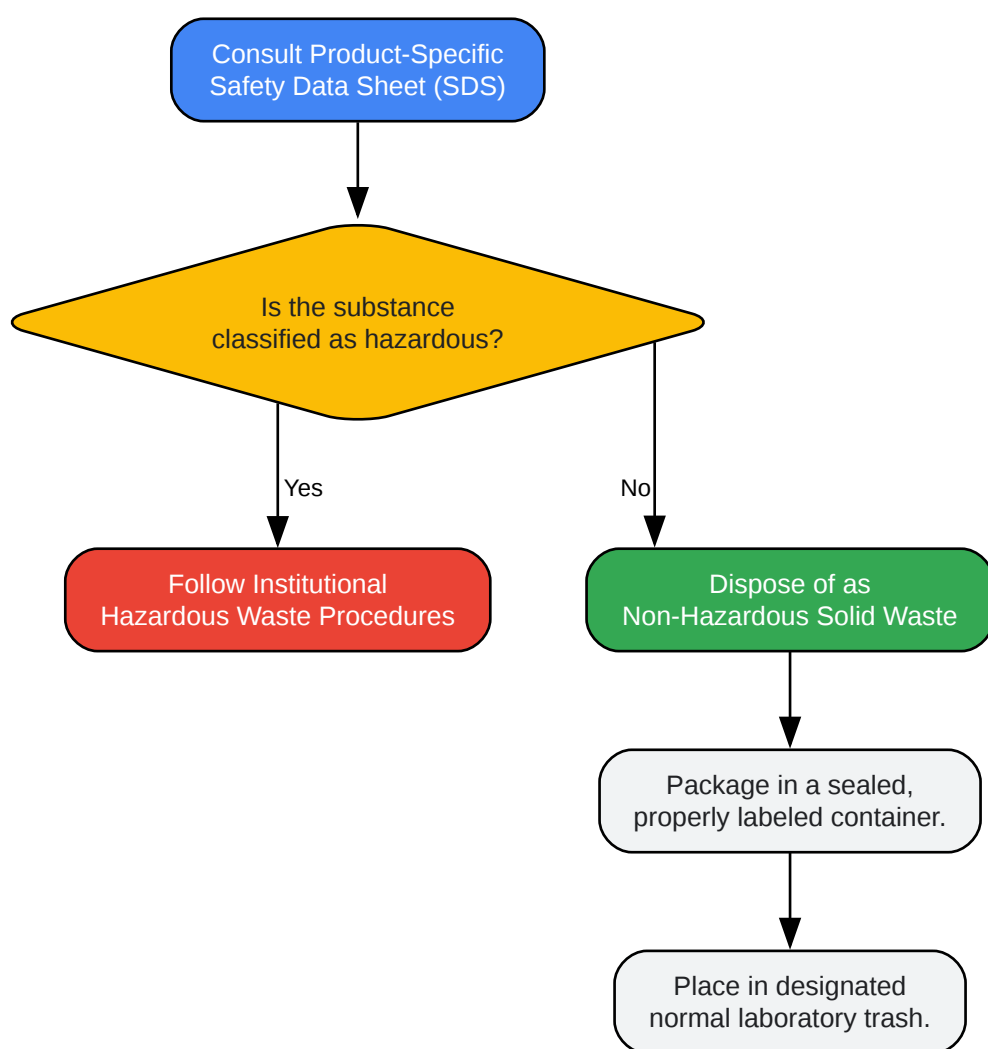 Consult Product-Specific
Safety Data Sheet (SDS)
Is the substance
classified as hazardous?
Yes
No
Follow Institutional
Hazardous Waste Procedures
Dispose of as
Non-Hazardous Solid Waste
Package in a sealed,
properly labeled container.
Place in designated
normal laboratory trash.